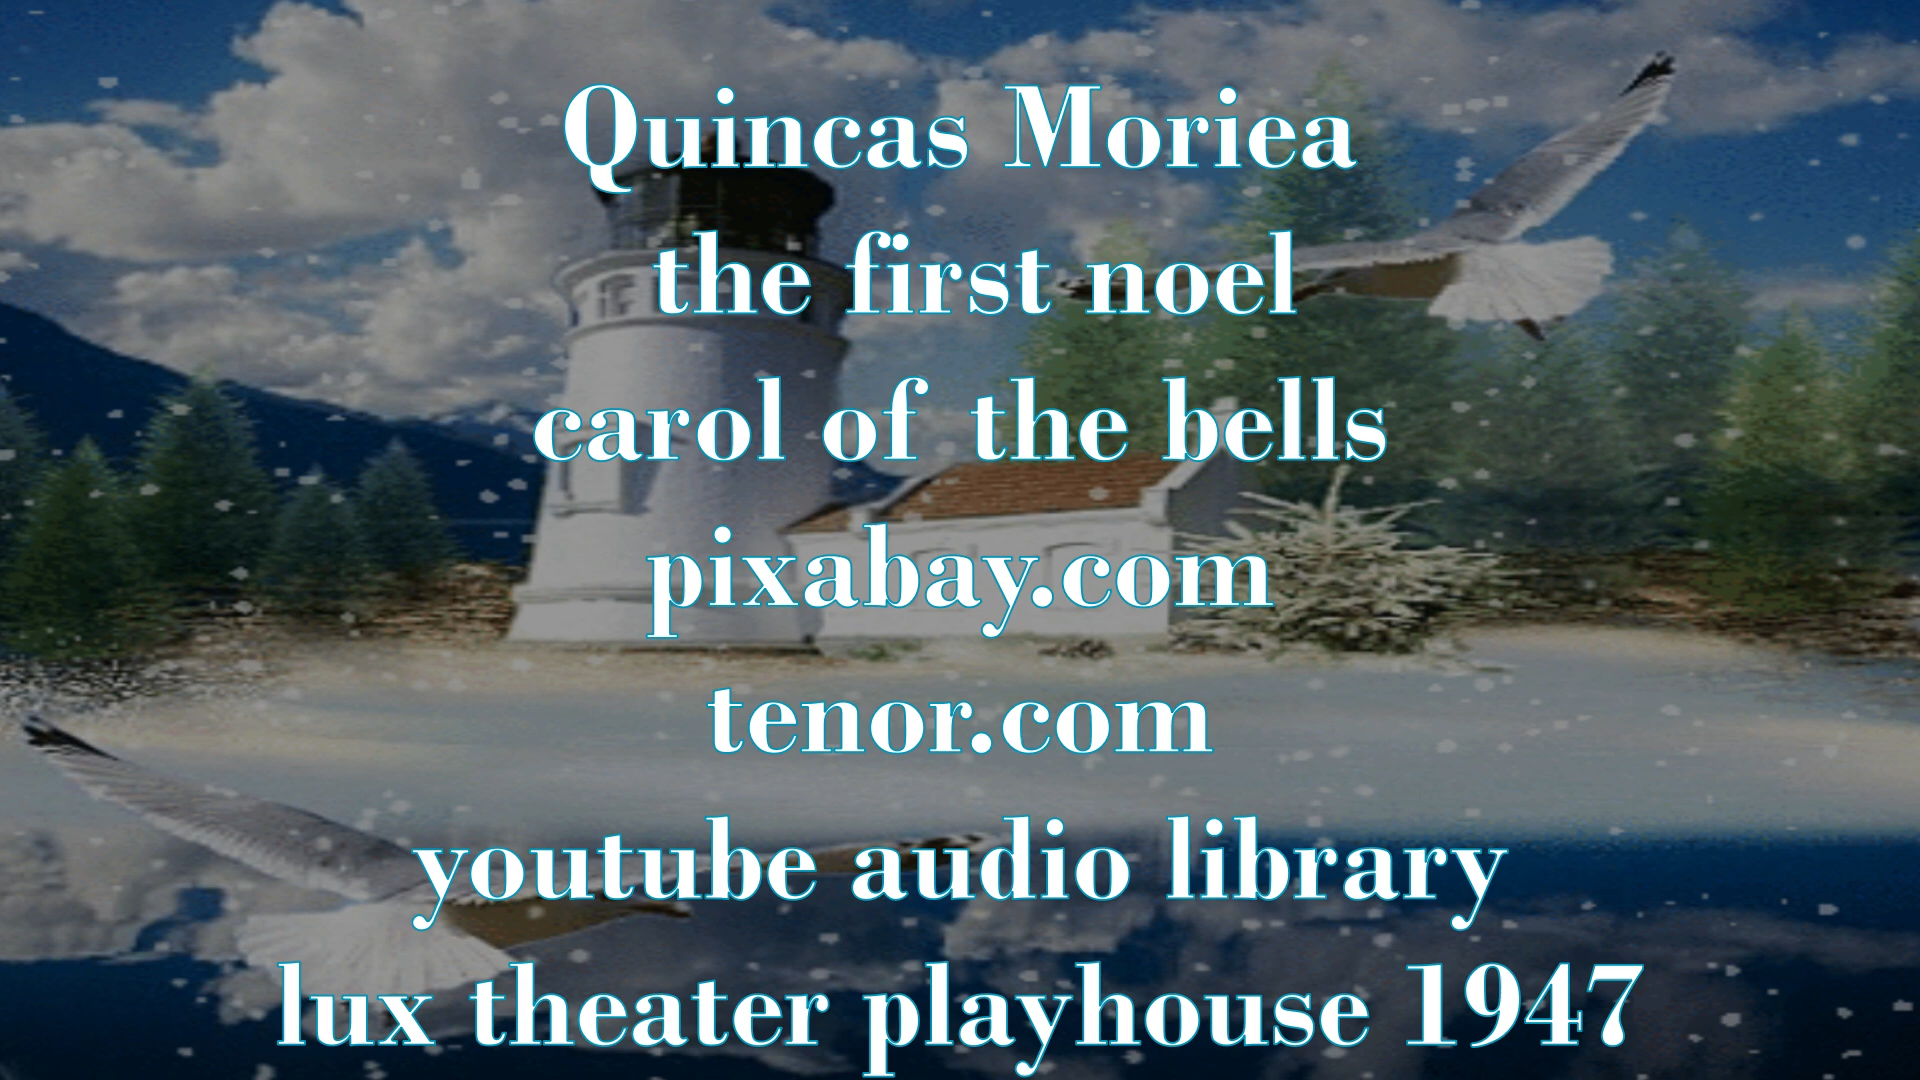 Quincas Moriea
the first noel
carol of the bells
pixabay.com
tenor.com
youtube audio library
lux theater playhouse 1947